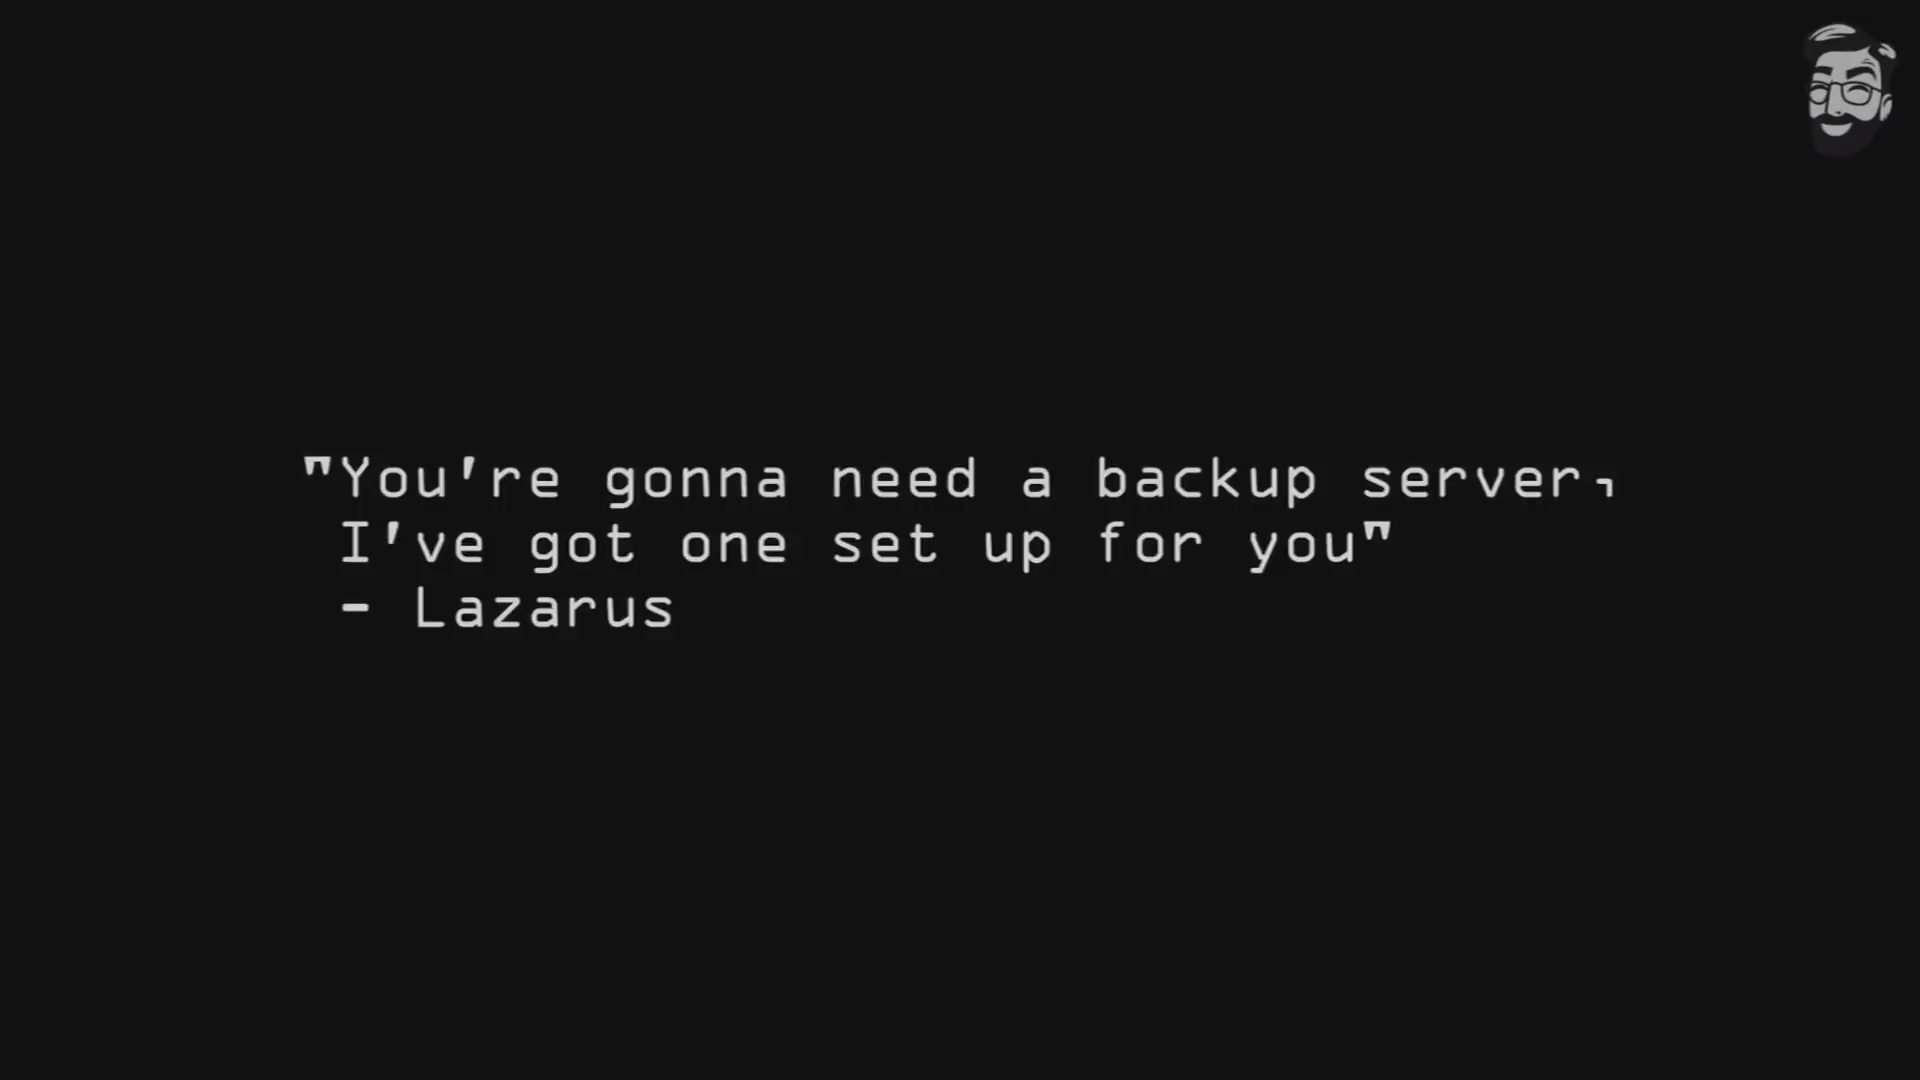 "You're gonna need a backup server,
I've got one set up for you"
- Lazarus